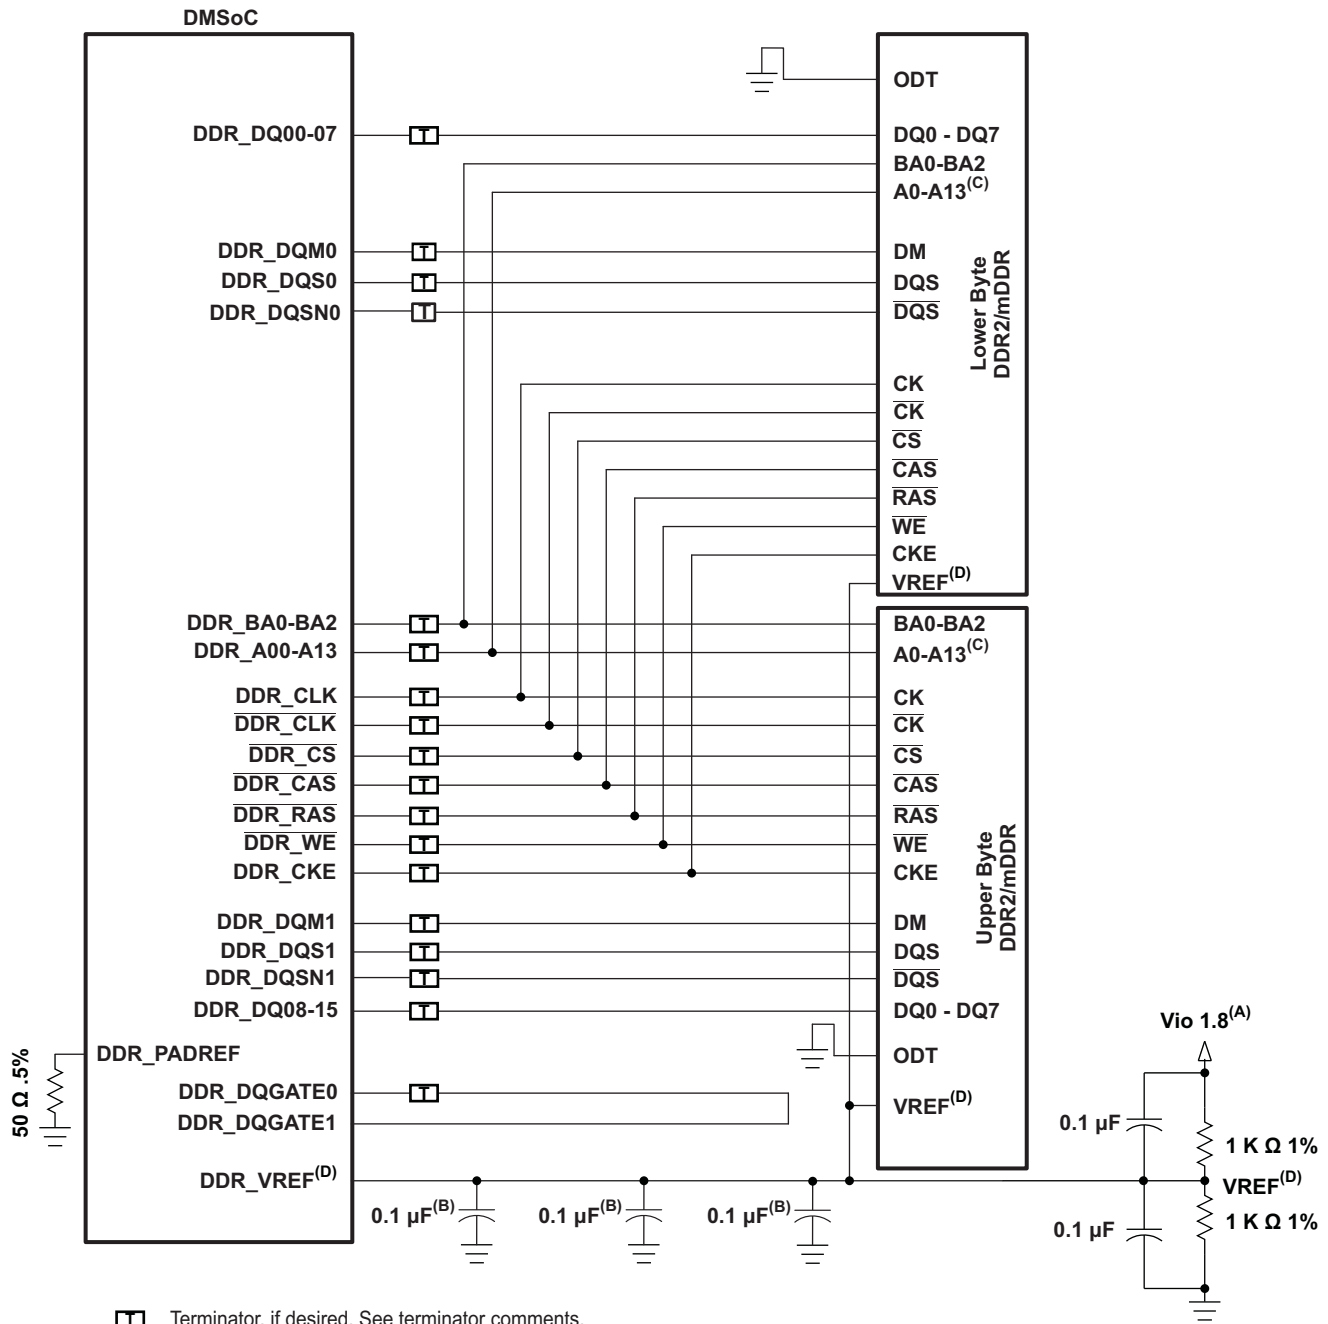 DMSoC
ODT
DDR_DQ00-07
T
DQ0 - DQ7
BA0-BA2
A0-A13(C)
DDR_DQM0
T
DM
DDR_DQS0
T
DQS
DDR_DQSN0
T
DQS
Lower Byte
DDR2/mDDR
CK
CK
CS
CAS
RAS
WE
CKE
VREF(D)
DDR_BA0-BA2
T
BA0-BA2
DDR_A00-A13
T
A0-A13(C)
DDR_CLK
T
CK
DDR_CLK
T
CK
DDR_CS
T
CS
DDR_CAS
T
CAS
DDR_RAS
T
RAS
DDR_WE
T
WE
DDR_CKE
T
CKE
Upper Byte
DDR2/mDDR
DDR_DQM1
T
DM
DDR_DQS1
T
DQS
DDR_DQSN1
T
DQS
DDR_DQ08-15
T
DQ0 - DQ7
Vio 1.8(A)
50 Ω .5%
DDR_PADREF
ODT
DDR_DQGATE0
T
DDR_DQGATE1
VREF(D)
0.1 µF
1 K Ω 1%
DDR_VREF(D)
VREF(D)
0.1 µF(B)
0.1 µF(B)
0.1 µF(B)
0.1 µF
1 K Ω 1%
T Terminator, if desired. See terminator comments.